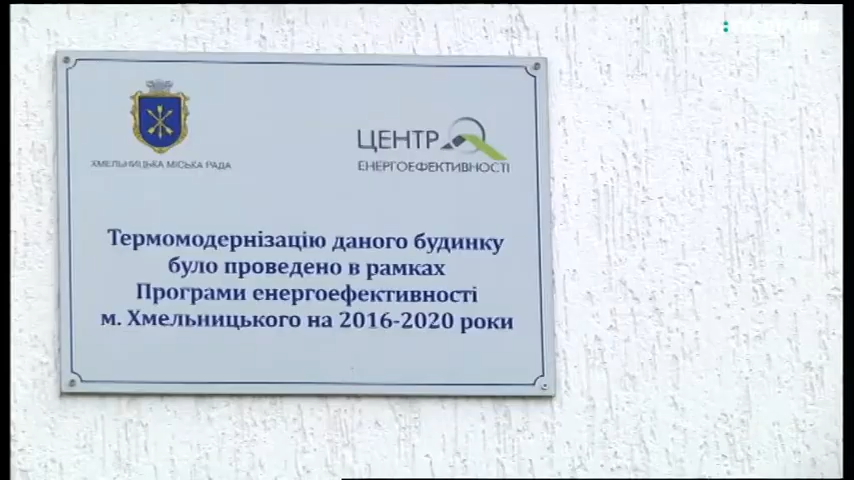 ХМЕЛЬНИЦЬКА МІСЬКА РАДА
ЦЕНТР
ЕНЕРГОЕФЕКТИВНОСТІ
Термомодернізацію даного будинку
було проведено в рамках
Програми енергоефективності
м. Хмельницького на 2016-2020 роки